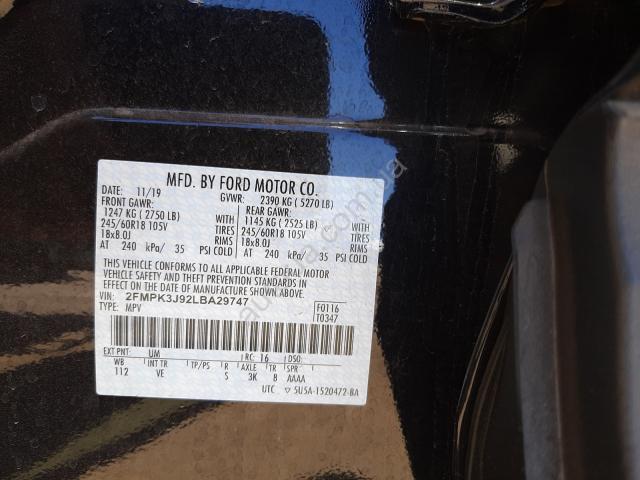 MFD. BY FORD MOTOR CO.
DATE: 11/19 GVWR: 2390 KG ( 5270 LB)
FRONT GAWR: REAR GAWR:
1247 KG ( 2750 LB) WITH 1145 KG ( 2525 LB) WITH
245/60R18 105V TIRES 245/60R18 105V TIRES
18x8.0J RIMS 18x8.0J RIMS
AT 240 kPa/ 35 PSI COLD AT 240 kPa/ 35 PSI COLD
THIS VEHICLE CONFORMS TO ALL APPLICABLE FEDERAL MOTOR
VEHICLE SAFETY AND THEFT PREVENTION STANDARDS IN
EFFECT ON THE DATE OF MANUFACTURE SHOWN ABOVE.
VIN: 2FMPK3J92LBA29747
TYPE: MPV
F0116
T0347
EXT PNT: UM RC: 16 DSO:
WB INT TR TP/PS R AXLE TR SPR
112 VE S 3K 8 AAAA
UTC ▽ 5U5A-1520472-BA